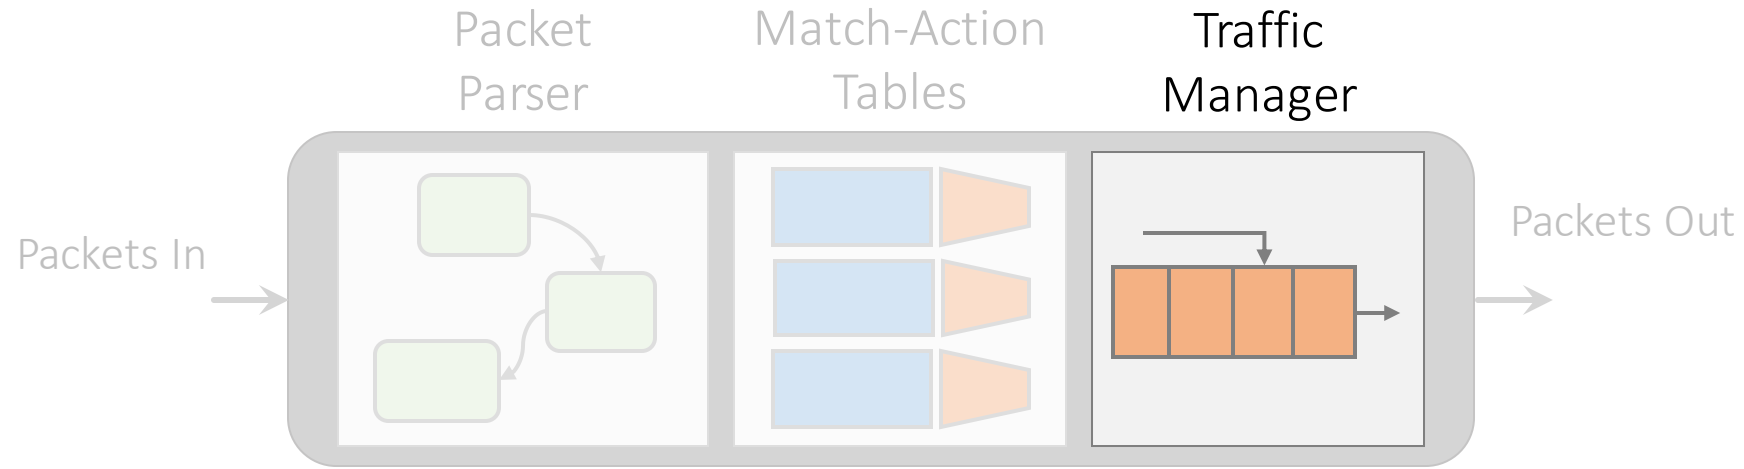 Packet
Parser
Match-Action
Tables
Traffic
Manager
Packets In
Packets Out